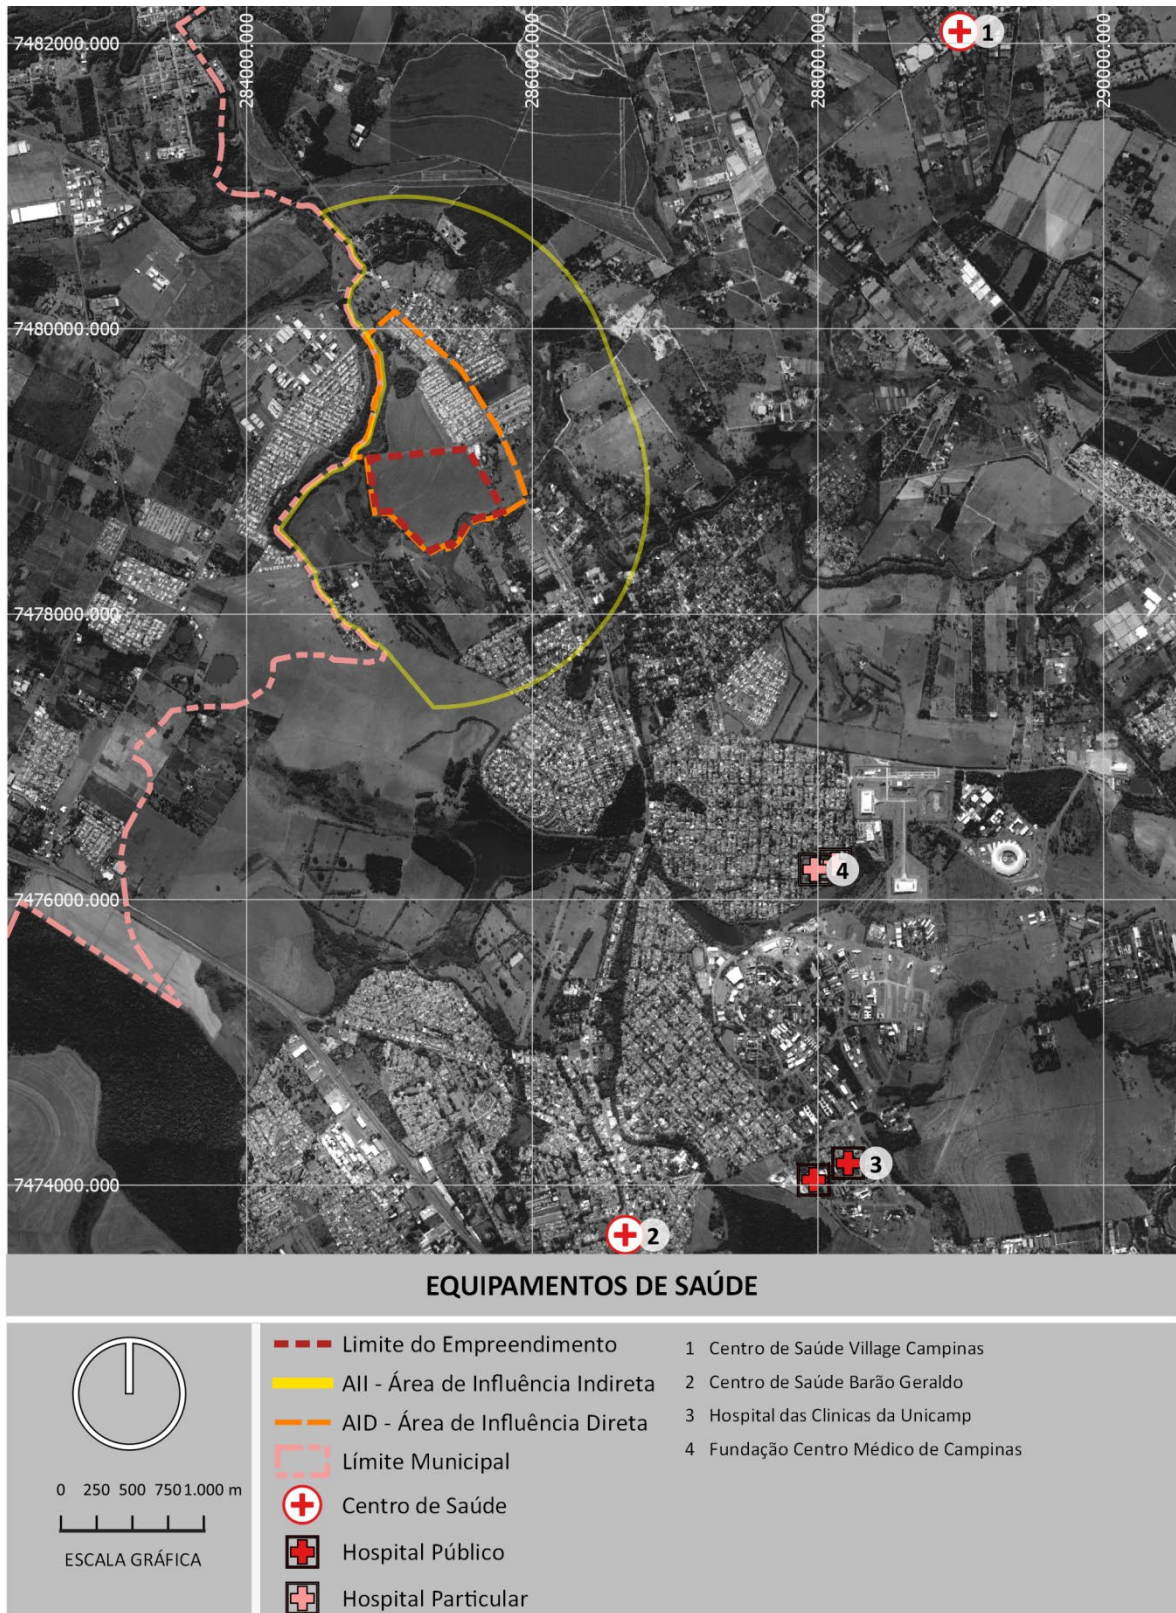 7482000.000
284000.000
286000.000
288000.000
290000.000
1
7480000.000
7478000.000
7476000.000
4
7474000.000
3
2
EQUIPAMENTOS DE SAÚDE
0 250 500 750 1.000 m
ESCALA GRÁFICA
Limite do Empreendimento
AII - Área de Influência Indireta
AID - Área de Influência Direta
Límite Municipal
Centro de Saúde
Hospital Público
Hospital Particular
1 Centro de Saúde Village Campinas
2 Centro de Saúde Barão Geraldo
3 Hospital das Clinicas da Unicamp
4 Fundação Centro Médico de Campinas